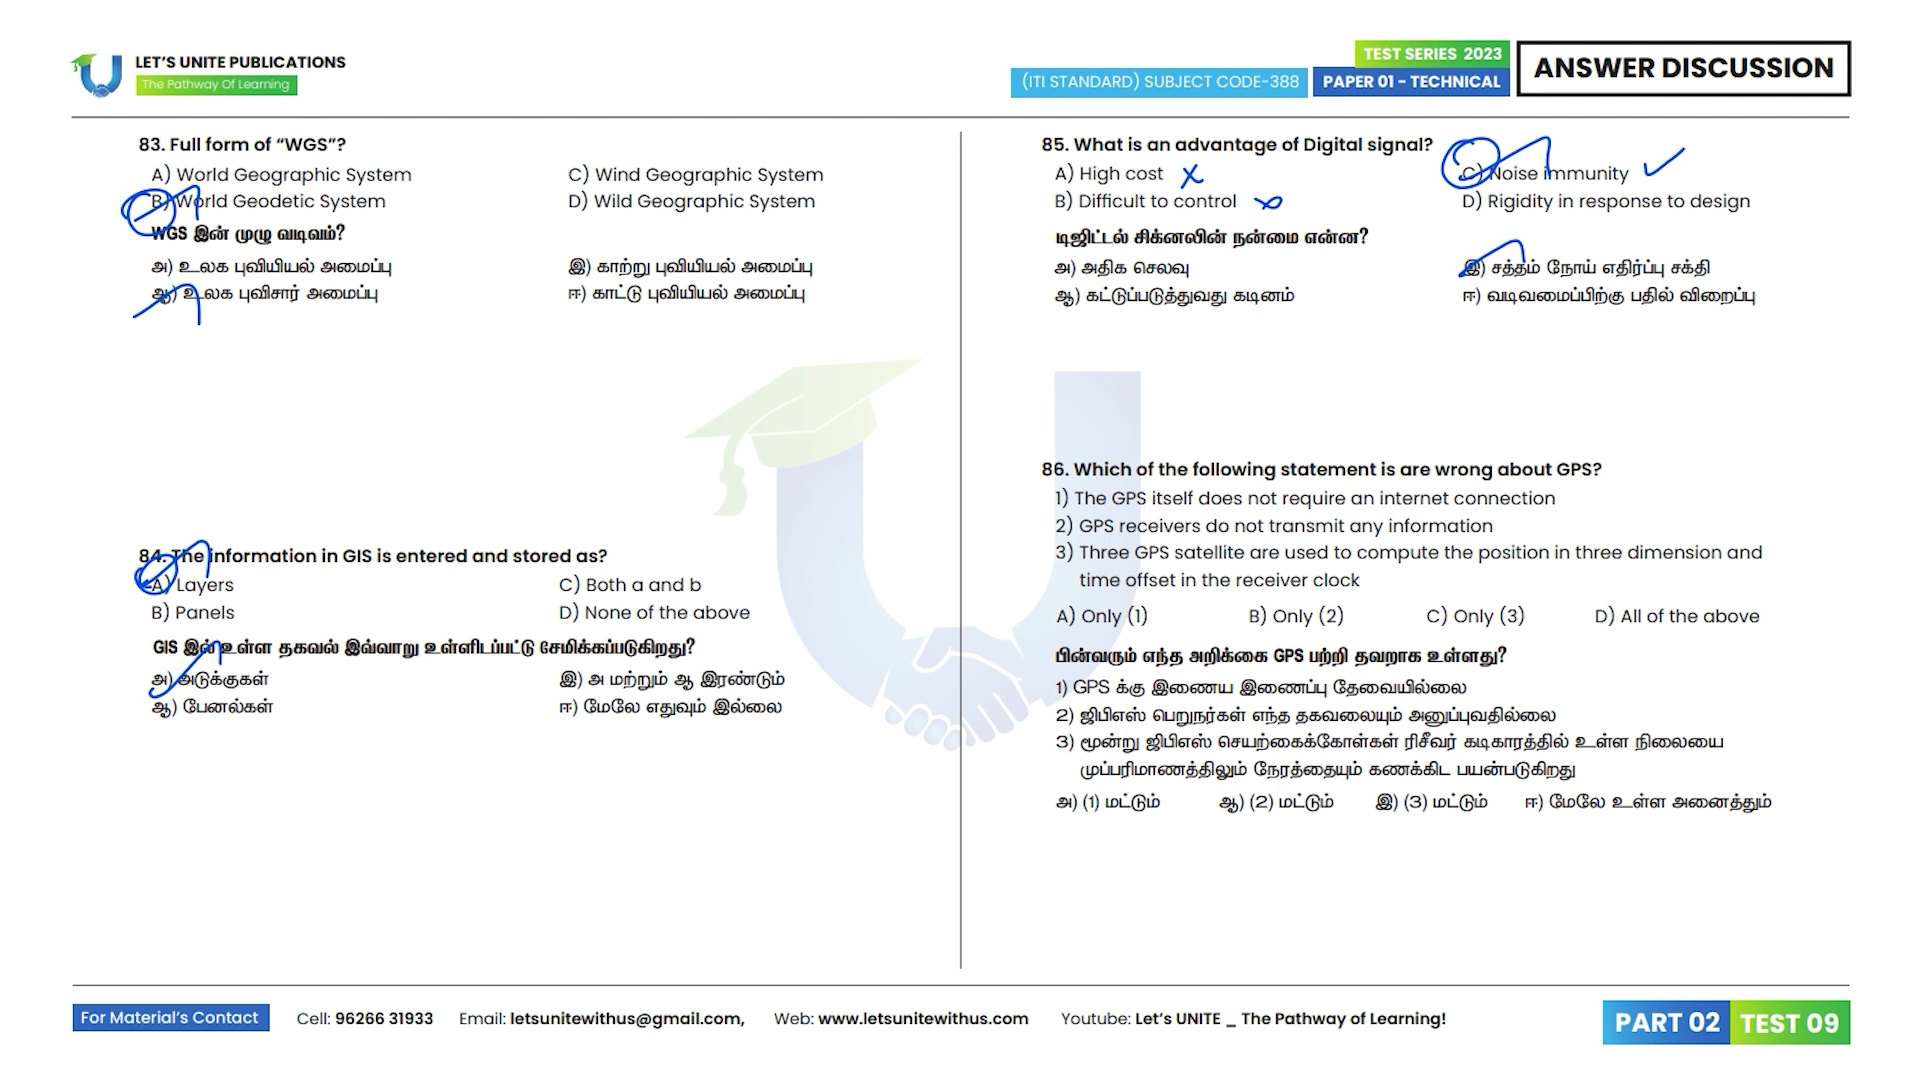 LET'S UNITE PUBLICATIONS
The Pathway Of Learning
TEST SERIES 2023
(ITI STANDARD) SUBJECT CODE-388
PAPER 01 - TECHNICAL
ANSWER DISCUSSION
83. Full form of “WGS”?
A) World Geographic System
C) Wind Geographic System
B) World Geodetic System
D) Wild Geographic System
WGS இன் முழு வடிவம்?
அ) உலக புவியியல் அமைப்பு
இ) காற்று புவியியல் அமைப்பு
ஆ) உலக புவிசார் அமைப்பு
ஈ) காட்டு புவியியல் அமைப்பு
84. The information in GIS is entered and stored as?
A) Layers
C) Both a and b
B) Panels
D) None of the above
GIS இல் உள்ள தகவல் இவ்வாறு உள்ளிடப்பட்டு சேமிக்கப்படுகிறது?
அ) அடுக்குகள்
இ) அ மற்றும் ஆ இரண்டும்
ஆ) பேனல்கள்
ஈ) மேலே எதுவும் இல்லை
85. What is an advantage of Digital signal?
A) High cost
C) Noise immunity
B) Difficult to control
D) Rigidity in response to design
டிஜிட்டல் சிக்னலின் நன்மை என்ன?
அ) அதிக செலவு
இ) சத்தம் நோய் எதிர்ப்பு சக்தி
ஆ) கட்டுப்படுத்துவது கடினம்
ஈ) வடிவமைப்பிற்கு பதில் விறைப்பு
86. Which of the following statement is are wrong about GPS?
1) The GPS itself does not require an internet connection
2) GPS receivers do not transmit any information
3) Three GPS satellite are used to compute the position in three dimension and
time offset in the receiver clock
A) Only (1) B) Only (2) C) Only (3) D) All of the above
பின்வரும் எந்த அறிக்கை GPS பற்றி தவறாக உள்ளது?
1) GPS க்கு இணைய இணைப்பு தேவையில்லை
2) ஜிபிஎஸ் பெறுநர்கள் எந்த தகவலையும் அனுப்புவதில்லை
3) மூன்று ஜிபிஎஸ் செயற்கைக்கோள்கள் ரிசீவர் கடிகாரத்தில் உள்ள நிலையை
முப்பரிமாணத்திலும் நேரத்தையும் கணக்கிட பயன்படுகிறது
அ) (1) மட்டும் ஆ) (2) மட்டும் இ) (3) மட்டும் ஈ) மேலே உள்ள அனைத்தும்
For Material's Contact
Cell: 96266 31933 Email: letsunitewithus@gmail.com, Web: www.letsunitewithus.com Youtube: Let's UNITE _ The Pathway of Learning!
PART 02 TEST 09